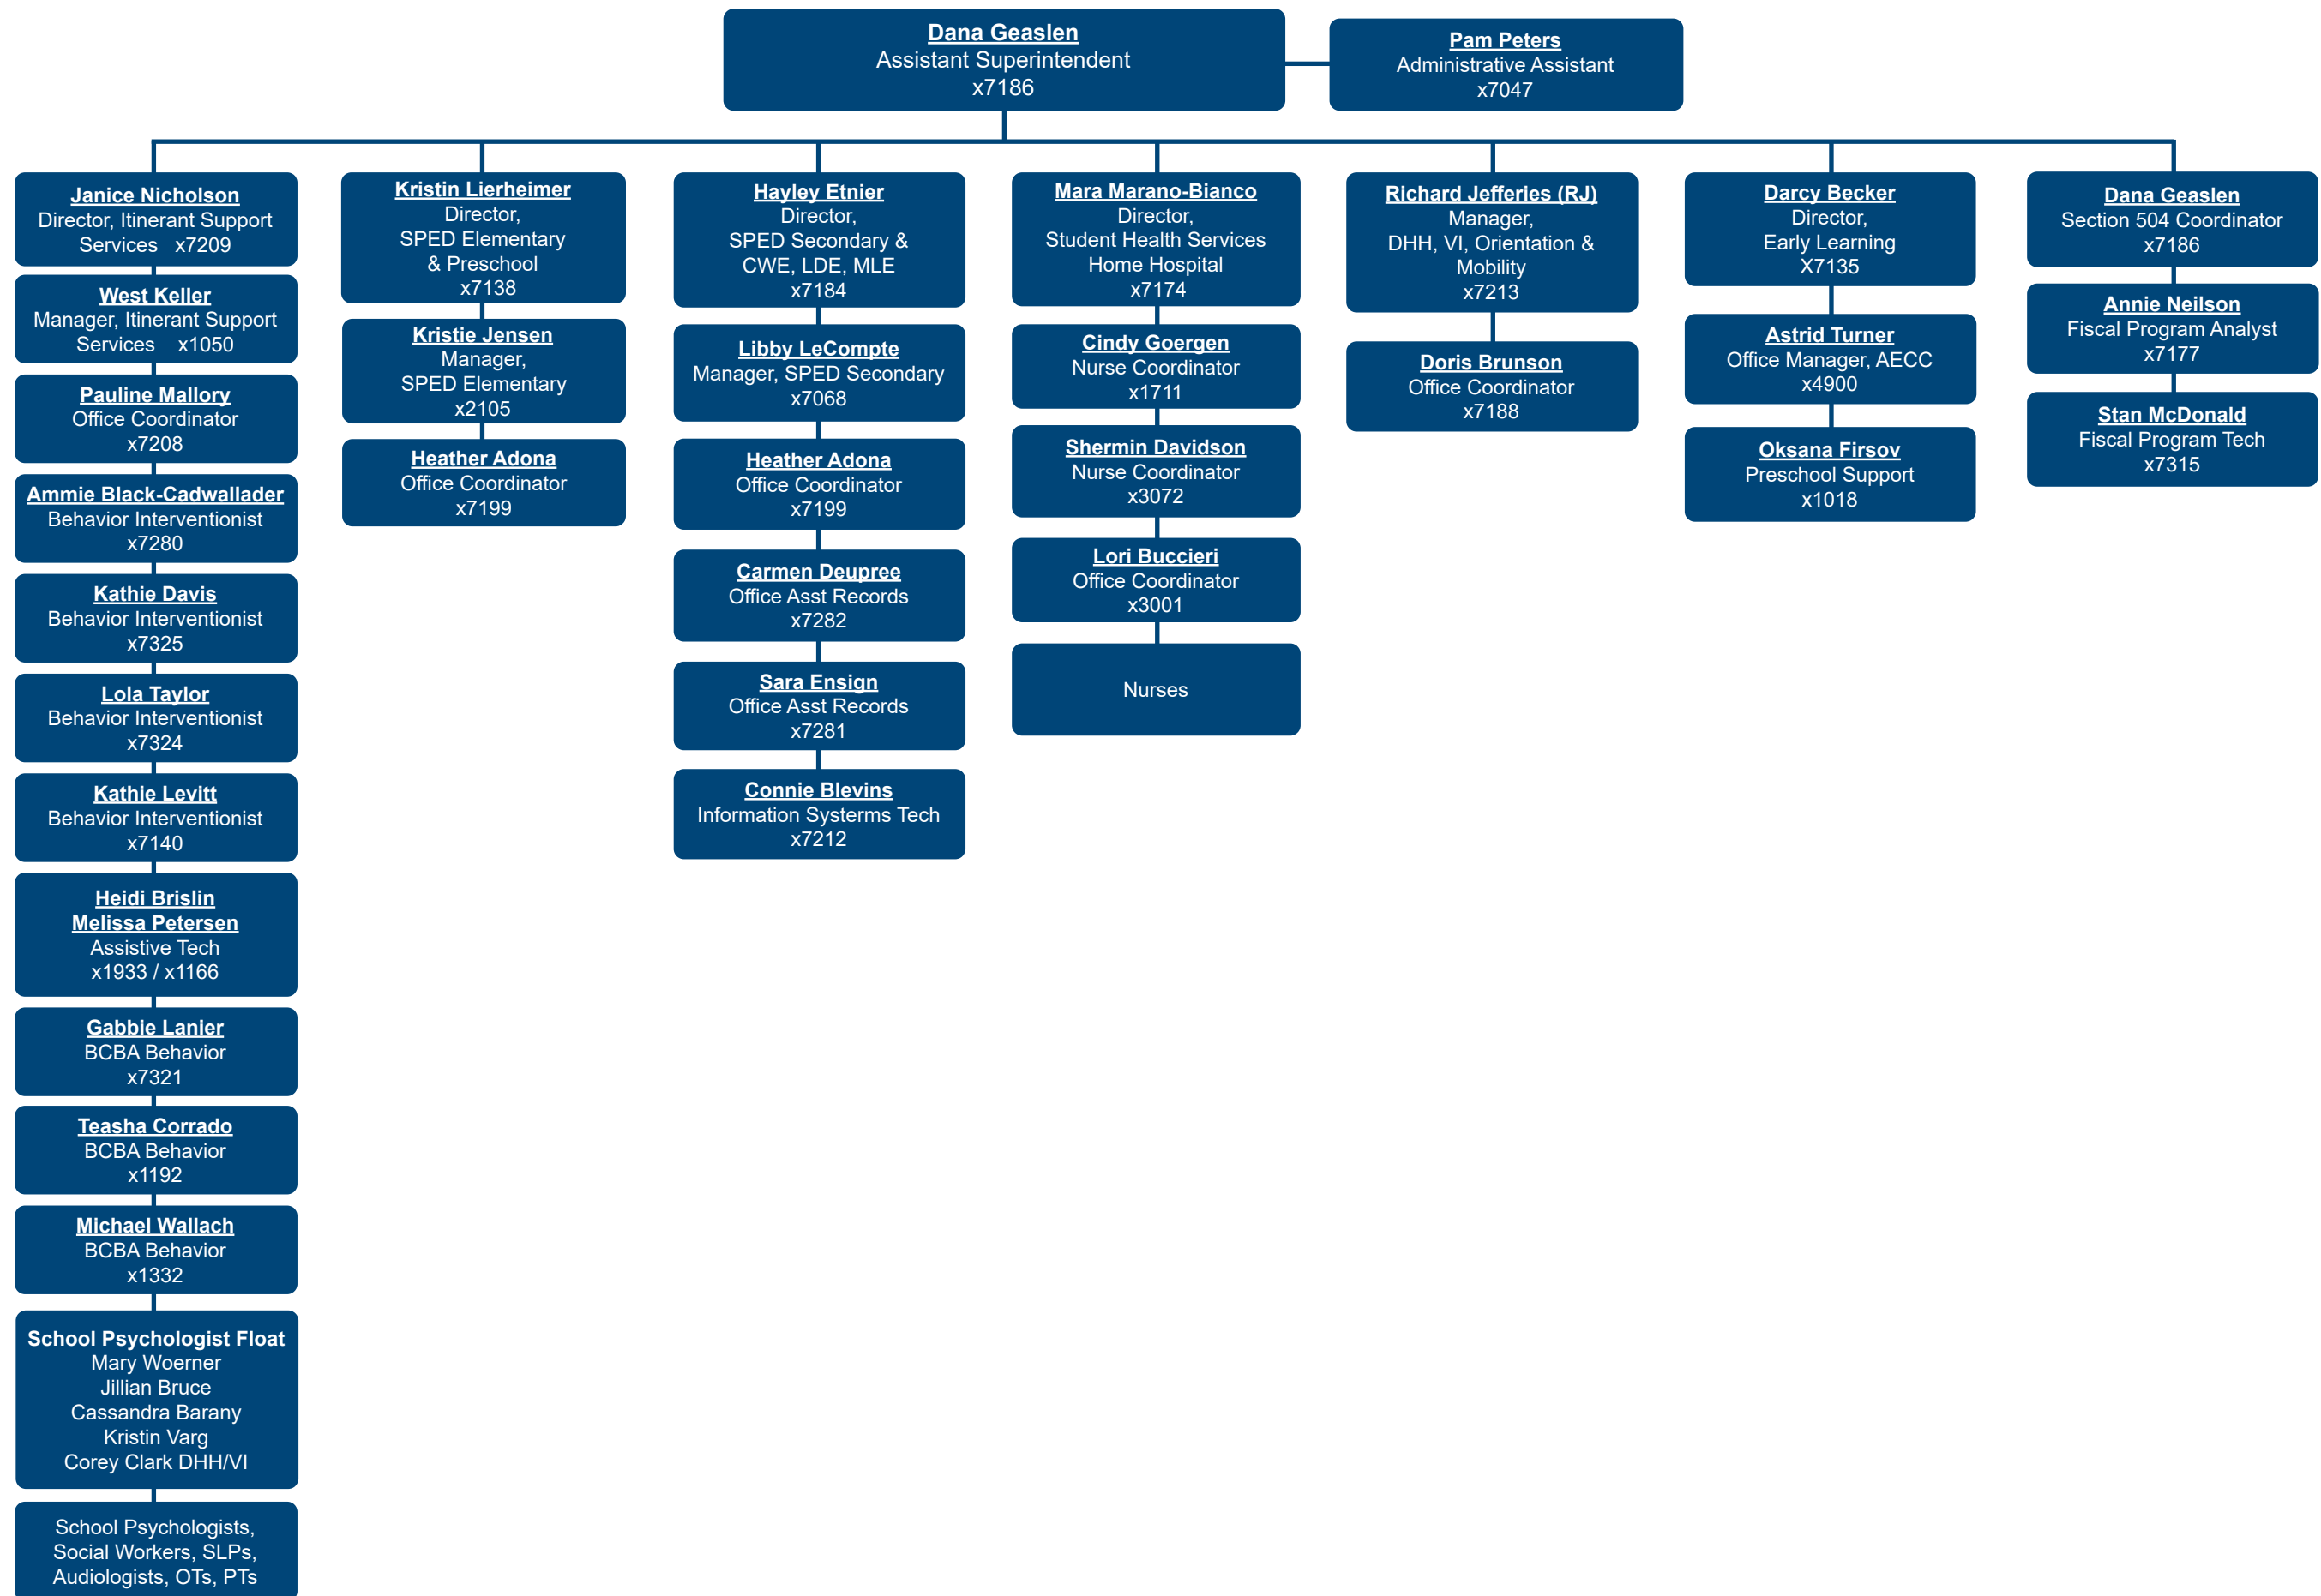 Dana Geaslen
Assistant Superintendent
x7186
Pam Peters
Administrative Assistant
x7047
Janice Nicholson
Director, Itinerant Support
Services x7209
West Keller
Manager, Itinerant Support
Services x1050
Pauline Mallory
Office Coordinator
x7208
Ammie Black-Cadwallader
Behavior Interventionist
x7280
Kathie Davis
Behavior Interventionist
x7325
Lola Taylor
Behavior Interventionist
x7324
Kathie Levitt
Behavior Interventionist
x7140
Heidi Brislin
Melissa Petersen
Assistive Tech
x1933 / x1166
Gabbie Lanier
BCBA Behavior
x7321
Teasha Corrado
BCBA Behavior
x1192
Michael Wallach
BCBA Behavior
x1332
School Psychologist Float
Mary Woerner
Jillian Bruce
Cassandra Barany
Kristin Varg
Corey Clark DHH/VI
School Psychologists,
Social Workers, SLPs,
Audiologists, OTs, PTs
Kristin Lierheimer
Director,
SPED Elementary
& Preschool
x7138
Kristie Jensen
Manager,
SPED Elementary
x2105
Heather Adona
Office Coordinator
x7199
Hayley Etnier
Director,
SPED Secondary &
CWE, LDE, MLE
x7184
Libby LeCompte
Manager, SPED Secondary
x7068
Heather Adona
Office Coordinator
x7199
Carmen Deupree
Office Asst Records
x7282
Sara Ensign
Office Asst Records
x7281
Connie Blevins
Information Systerms Tech
x7212
Mara Marano-Bianco
Director,
Student Health Services
Home Hospital
x7174
Cindy Goergen
Nurse Coordinator
x1711
Shermin Davidson
Nurse Coordinator
x3072
Lori Buccieri
Office Coordinator
x3001
Nurses
Richard Jefferies (RJ)
Manager,
DHH, VI, Orientation &
Mobility
x7213
Doris Brunson
Office Coordinator
x7188
Darcy Becker
Director,
Early Learning
X7135
Astrid Turner
Office Manager, AECC
x4900
Oksana Firsov
Preschool Support
x1018
Dana Geaslen
Section 504 Coordinator
x7186
Annie Neilson
Fiscal Program Analyst
x7177
Stan McDonald
Fiscal Program Tech
x7315